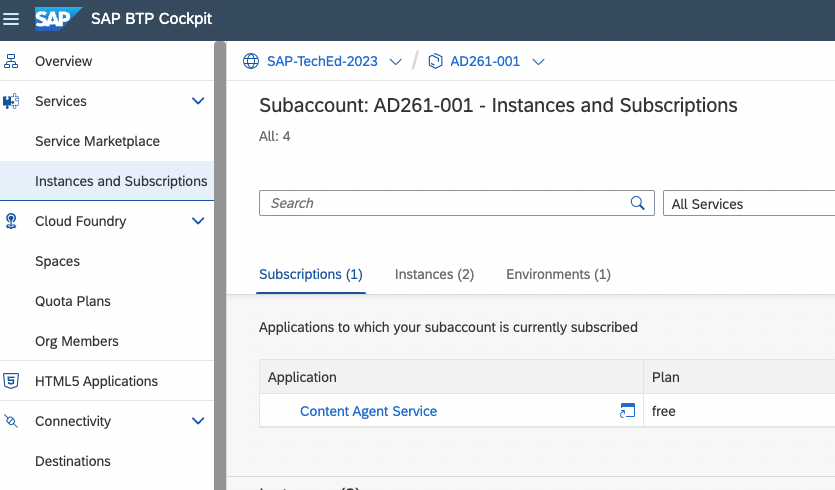 SAP SAP BTP Cockpit
Overview
Services
Service Marketplace
Instances and Subscriptions
Cloud Foundry
Spaces
Quota Plans
Org Members
HTML5 Applications
Connectivity
Destinations
SAP-TechEd-2023 / AD261-001
Subaccount: AD261-001 - Instances and Subscriptions
All: 4
Search All Services
Subscriptions (1) Instances (2) Environments (1)
Applications to which your subaccount is currently subscribed
Application Plan
Content Agent Service free